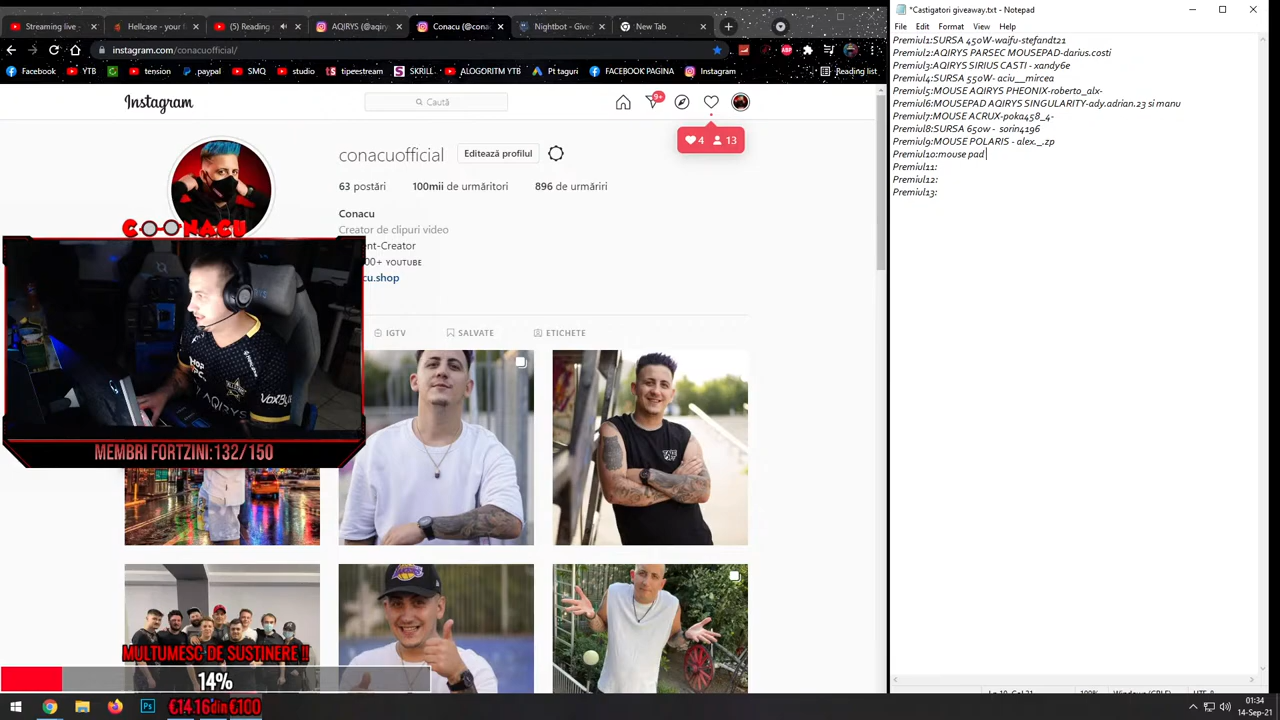 Streaming live -
Hellcase - your f
(5) Reading
AQIRYS (@aqiry
Conacu (@cona
Nightbot - Give
New Tab
instagram.com/conacuofficial/
Facebook
YTB
tension
.paypal
SMQ
studio
tipeestream
SKRILL
ALOGORITM YTB
Pt taguri
FACEBOOK PAGINA
Instagram
Reading list
Instagram
Caută
9+
4
13
conacuofficial
Editează profilul
63 postări
100mii de urmăritori
896 de urmăriri
Conacu
Creator de clipuri video
ent-Creator
00+ YOUTUBE
cu.shop
IGTV
SALVATE
ETICHETE
COONACU
MEMBRI FORTZINI:132/150
MULTUMESC DE SUSTINERE !!
14%
€14.16 din €100
*Castigatori giveaway.txt - Notepad
File Edit Format View Help
Premiul1:SURSA 450W-waifu-stefandt21
Premiul2:AQIRYS PARSEC MOUSEPAD-darius.costi
Premiul3:AQIRYS SIRIUS CASTI - xandy6e
Premiul4:SURSA 550W- aciu__mircea
Premiul5:MOUSE AQIRYS PHEONIX-roberto_alx-
Premiul6:MOUSEPAD AQIRYS SINGULARITY-ady.adrian.23 si manu
Premiul7:MOUSE ACRUX-poka458_4-
Premiul8:SURSA 650w - sorin4196
Premiul9:MOUSE POLARIS - alex._.zp
Premiul10:mouse pad
Premiul11:
Premiul12:
Premiul13:
01:34
14-Sep-21